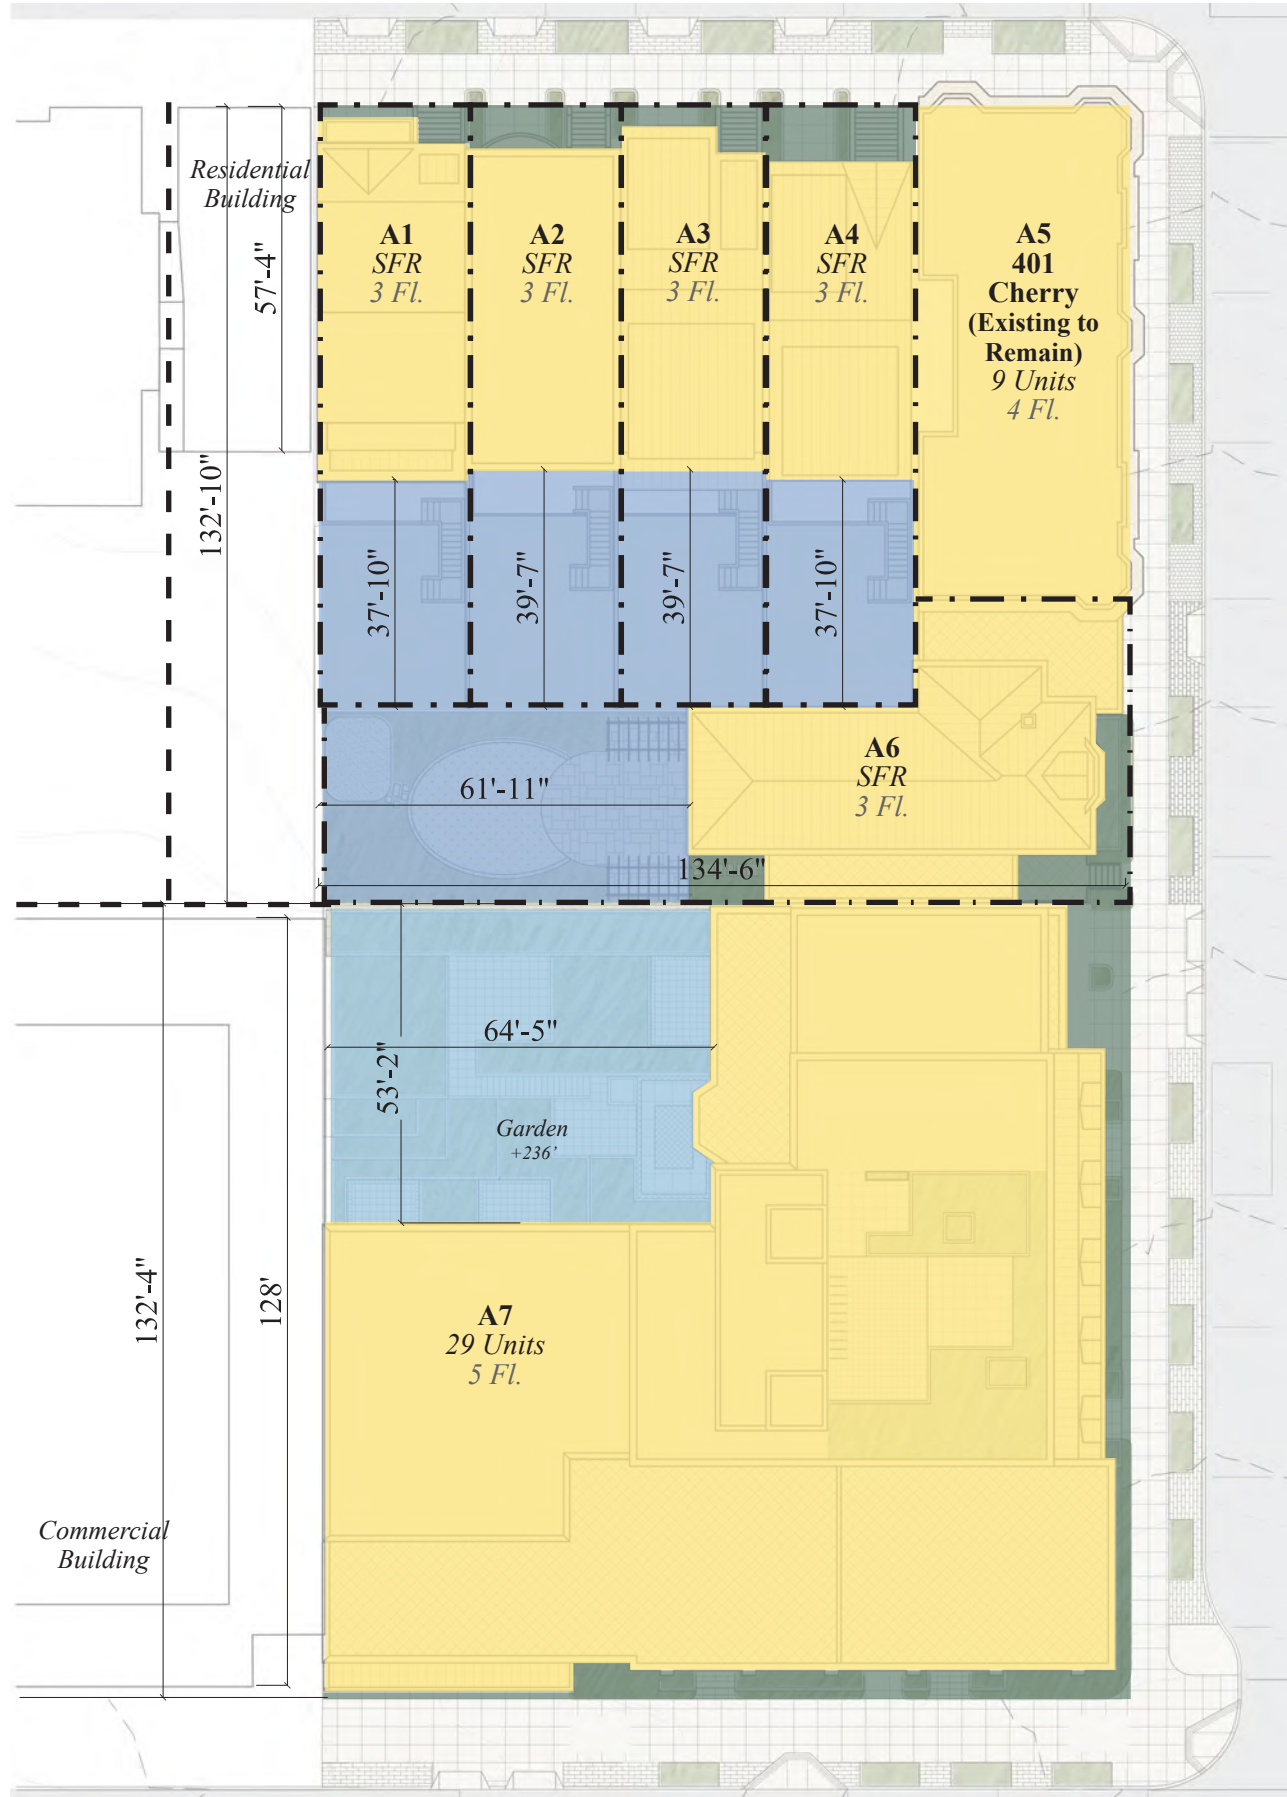 Residential
Building
57'-4"
132'-10"
A1
SFR
3 Fl.
A2
SFR
3 Fl.
A3
SFR
3 Fl.
A4
SFR
3 Fl.
A5
401
Cherry
(Existing to
Remain)
9 Units
4 Fl.
37'-10"
39'-7"
39'-7"
37'-10"
61'-11"
A6
SFR
3 Fl.
134'-6"
64'-5"
53'-2"
Garden
+236'
132'-4"
128'
A7
29 Units
5 Fl.
Commercial
Building